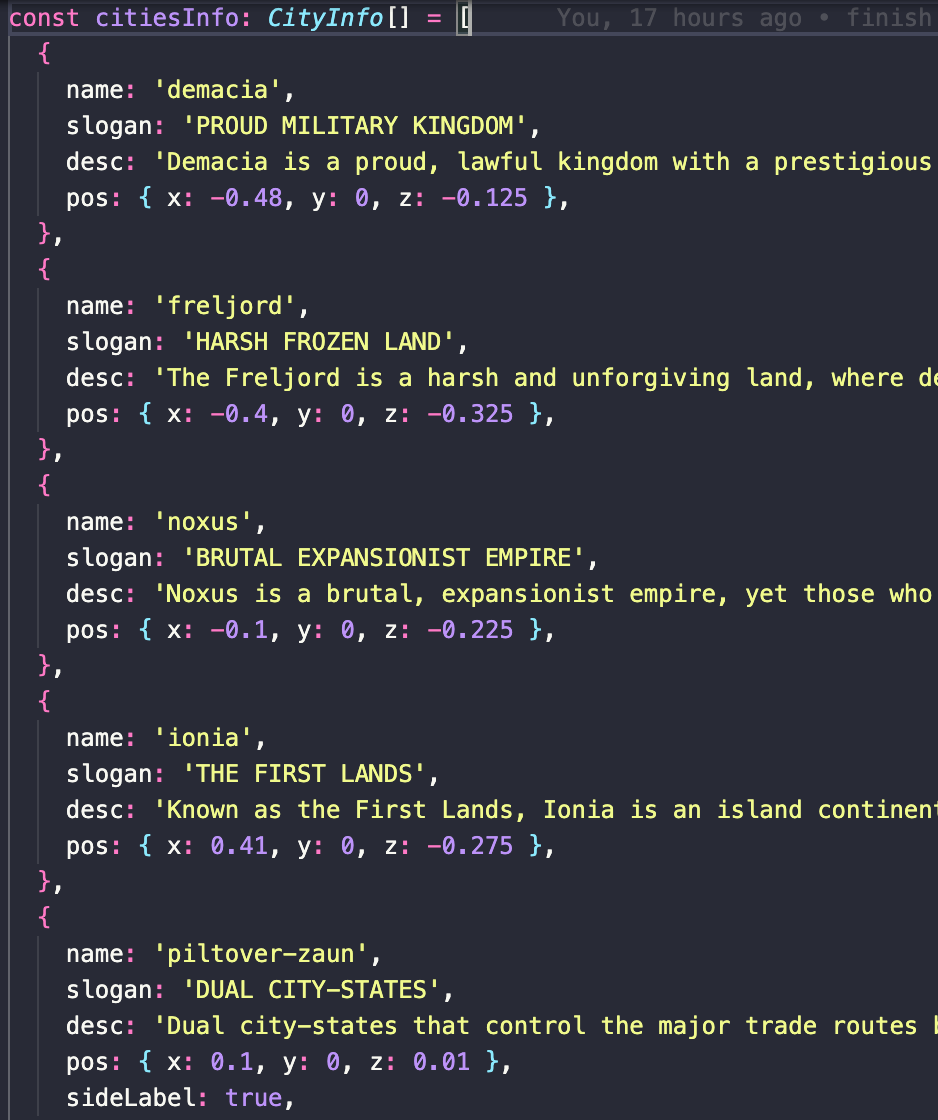 const citiesInfo: CityInfo[] = [ You, 17 hours ago • finish
{
name: 'demacia',
slogan: 'PROUD MILITARY KINGDOM',
desc: 'Demacia is a proud, lawful kingdom with a prestigious
pos: { x: -0.48, y: 0, z: -0.125 },
},
{
name: 'freljord',
slogan: 'HARSH FROZEN LAND',
desc: 'The Freljord is a harsh and unforgiving land, where de
pos: { x: -0.4, y: 0, z: -0.325 },
},
{
name: 'noxus',
slogan: 'BRUTAL EXPANSIONIST EMPIRE',
desc: 'Noxus is a brutal, expansionist empire, yet those who
pos: { x: -0.1, y: 0, z: -0.225 },
},
{
name: 'ionia',
slogan: 'THE FIRST LANDS',
desc: 'Known as the First Lands, Ionia is an island continent
pos: { x: 0.41, y: 0, z: -0.275 },
},
{
name: 'piltover-zaun',
slogan: 'DUAL CITY-STATES',
desc: 'Dual city-states that control the major trade routes b
pos: { x: 0.1, y: 0, z: 0.01 },
sideLabel: true,